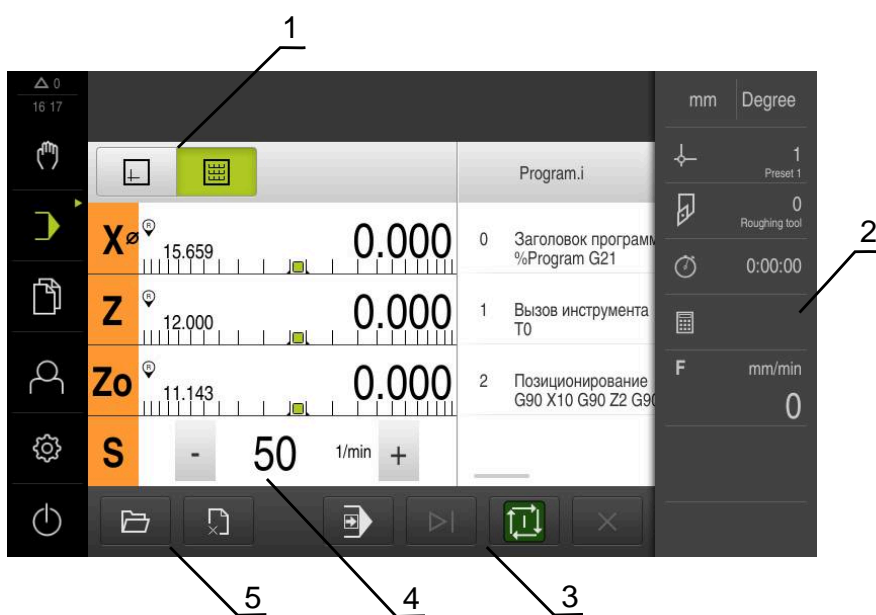 1
0
16 17
mm Degree
1
Preset 1
Program.i
0
Roughing tool
2
X⌀ R 15.659 0.000
0 Заголовок программ
%Program G21
0:00:00
Z R 12.000 0.000
1 Вызов инструмента
T0
Zo R 11.143 0.000
2 Позиционирование
G90 X10 G90 Z2 G90
F mm/min
0
S - 50 1/min +
5
4
3